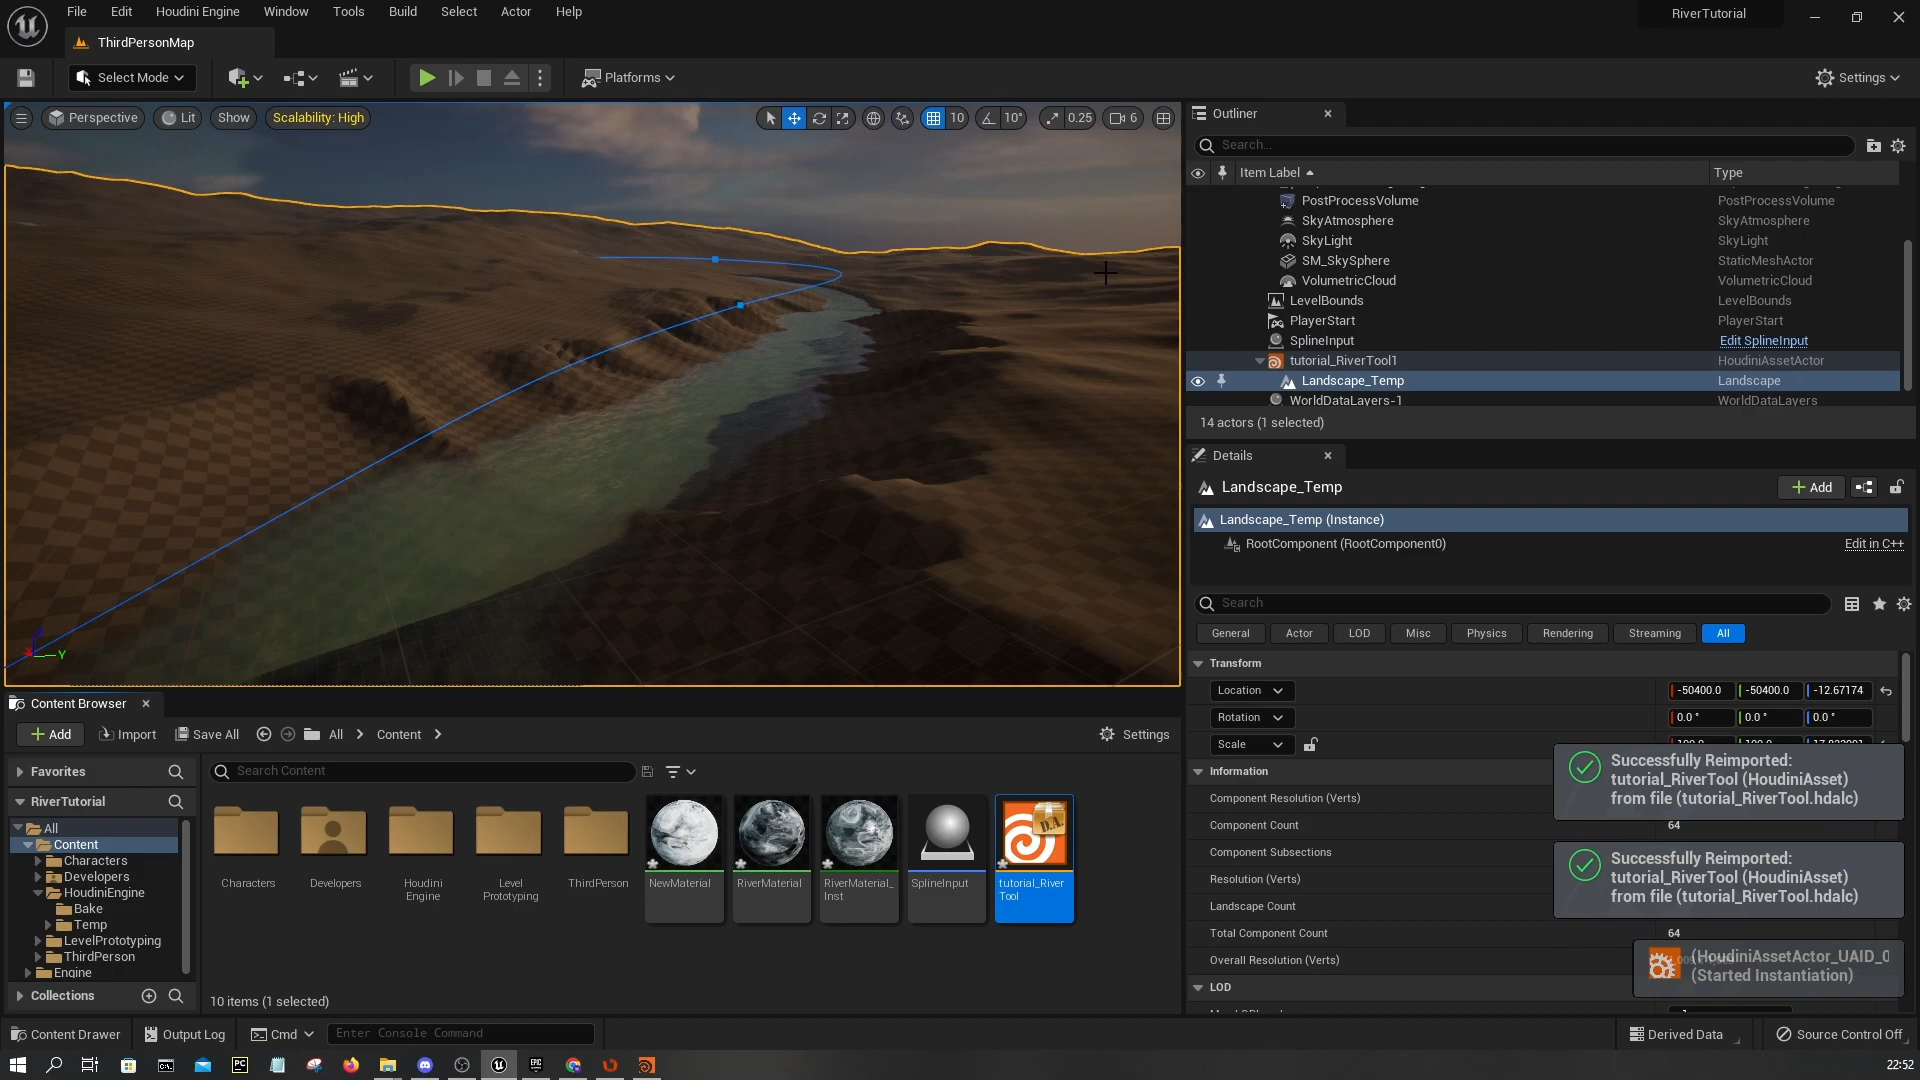 File Edit Houdini Engine Window Tools Build Select Actor Help
RiverTutorial
ThirdPersonMap
Select Mode
Platforms
Settings
Perspective
Lit
Show
Scalability: High
10
10°
0.25
6
Y
Outliner
Search...
Item Label
Type
PostProcessVolume PostProcessVolume
SkyAtmosphere SkyAtmosphere
SkyLight SkyLight
SM_SkySphere StaticMeshActor
VolumetricCloud VolumetricCloud
LevelBounds LevelBounds
PlayerStart PlayerStart
SplineInput Edit SplineInput
tutorial_RiverTool1 HoudiniAssetActor
Landscape_Temp Landscape
WorldDataLayers-1 WorldDataLayers
14 actors (1 selected)
Details
Landscape_Temp
Add
Landscape_Temp (Instance)
RootComponent (RootComponent0)
Edit in C++
Search
General Actor LOD Misc Physics Rendering Streaming All
Transform
Location -50400.0 -50400.0 -12.67174
Rotation 0.0° 0.0° 0.0°
Scale
Information
Component Resolution (Verts)
Component Count 64
Component Subsections
Resolution (Verts)
Landscape Count
Total Component Count 64
Overall Resolution (Verts)
LOD
Successfully Reimported:
tutorial_RiverTool (HoudiniAsset)
from file (tutorial_RiverTool.hdalc)
Successfully Reimported:
tutorial_RiverTool (HoudiniAsset)
from file (tutorial_RiverTool.hdalc)
(HoudiniAssetActor_UAID_0
(Started Instantiation)
Content Browser
Add
Import
Save All
All
Content
Settings
Favorites
RiverTutorial
All
Content
Characters
Developers
HoudiniEngine
Bake
Temp
LevelPrototyping
ThirdPerson
Engine
Collections
Search Content
D.A.
Characters
Developers
Houdini
Engine
Level
Prototyping
ThirdPerson
NewMaterial
RiverMaterial
RiverMaterial_
Inst
SplineInput
tutorial_River
Tool
10 items (1 selected)
Content Drawer
Output Log
Cmd
Enter Console Command
Derived Data
Source Control Off
PC
EPIC
22:52